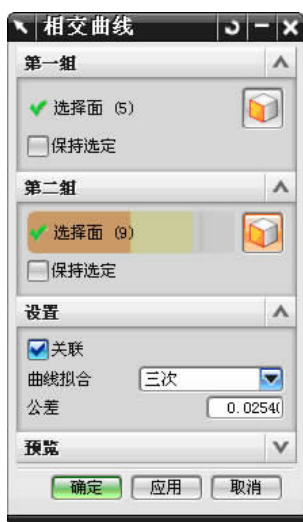 相交曲线
第一组
选择面 (5)
保持选定
第二组
选择面 (9)
保持选定
设置
关联
曲线拟合 三次
公差 0.0254
预览
确定 应用 取消